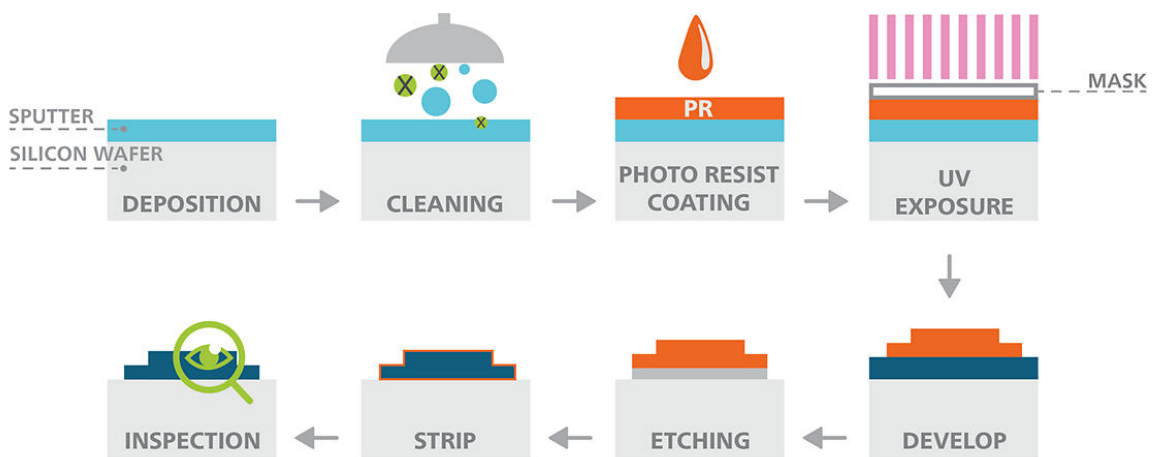 SPUTTER
SILICON WAFER
DEPOSITION
CLEANING
PR
PHOTO RESIST
COATING
MASK
UV
EXPOSURE
INSPECTION
STRIP
ETCHING
DEVELOP